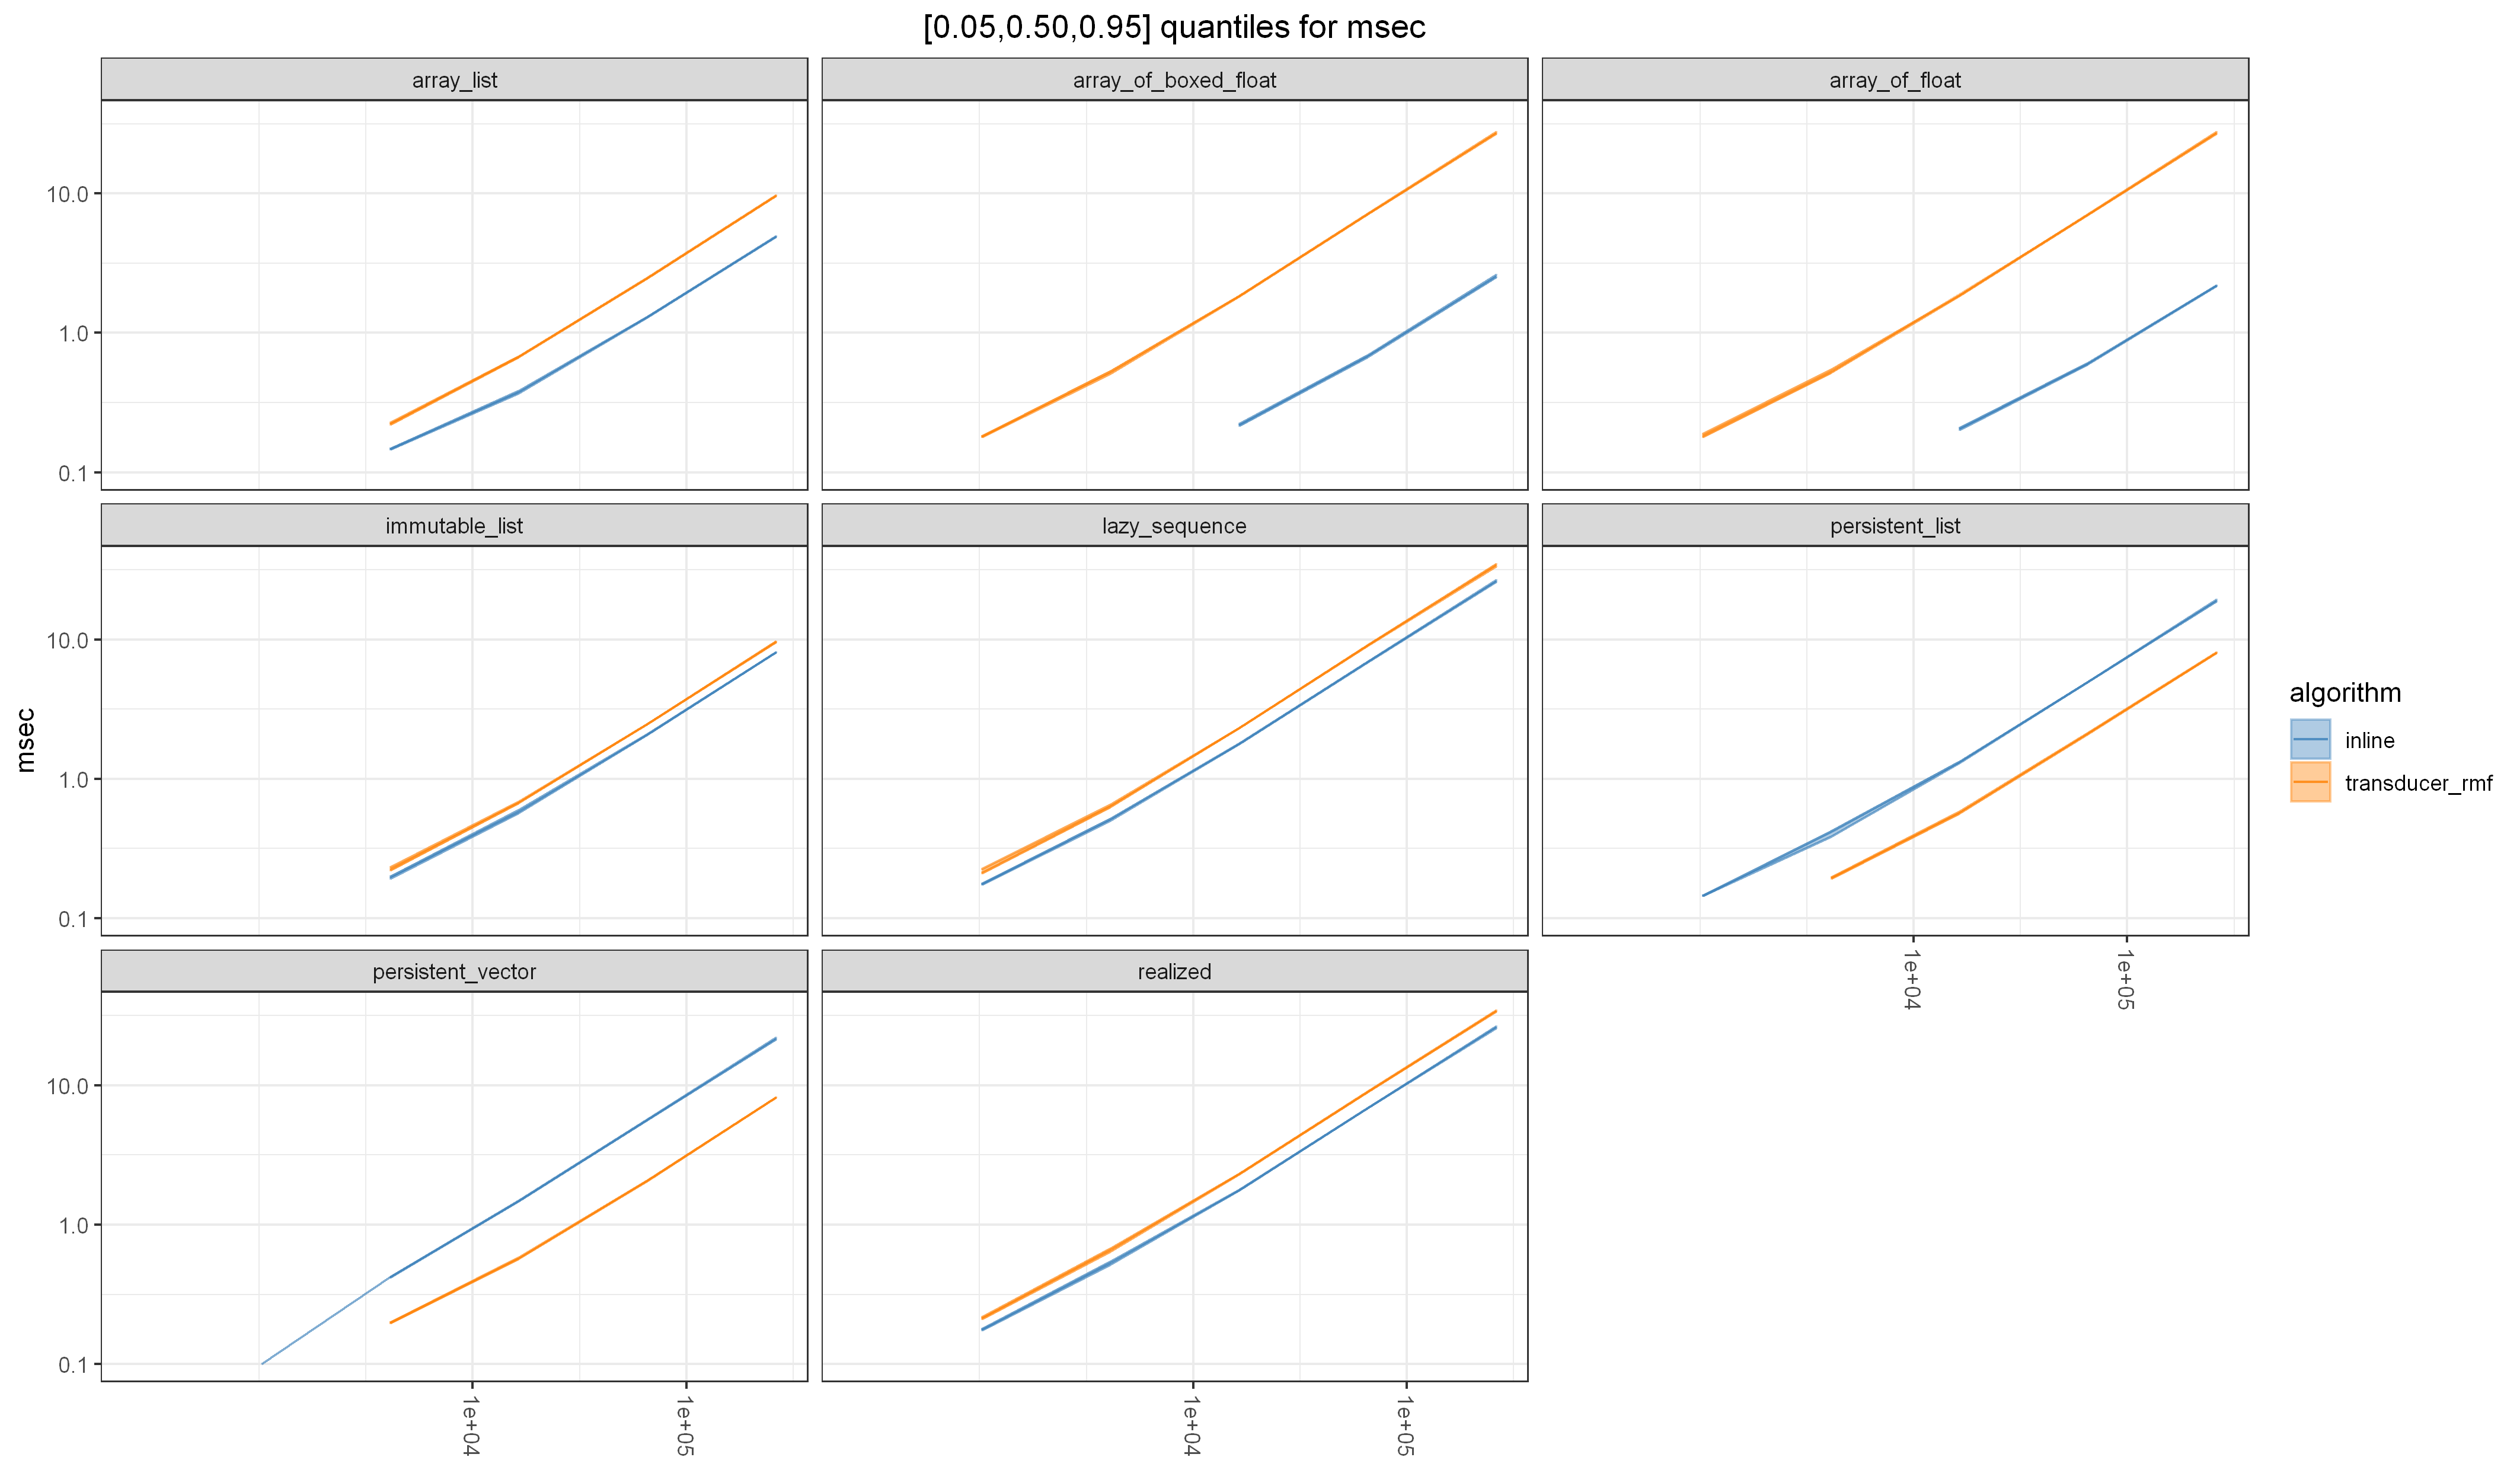 [0.05,0.50,0.95] quantiles for msec
array_list
array_of_boxed_float
array_of_float
10.0
1.0
0.1
immutable_list
lazy_sequence
persistent_list
10.0
1.0
0.1
msec
algorithm
inline
transducer_rmf
1e+04
1e+05
persistent_vector
realized
10.0
1.0
0.1
1e+04
1e+05
1e+04
1e+05